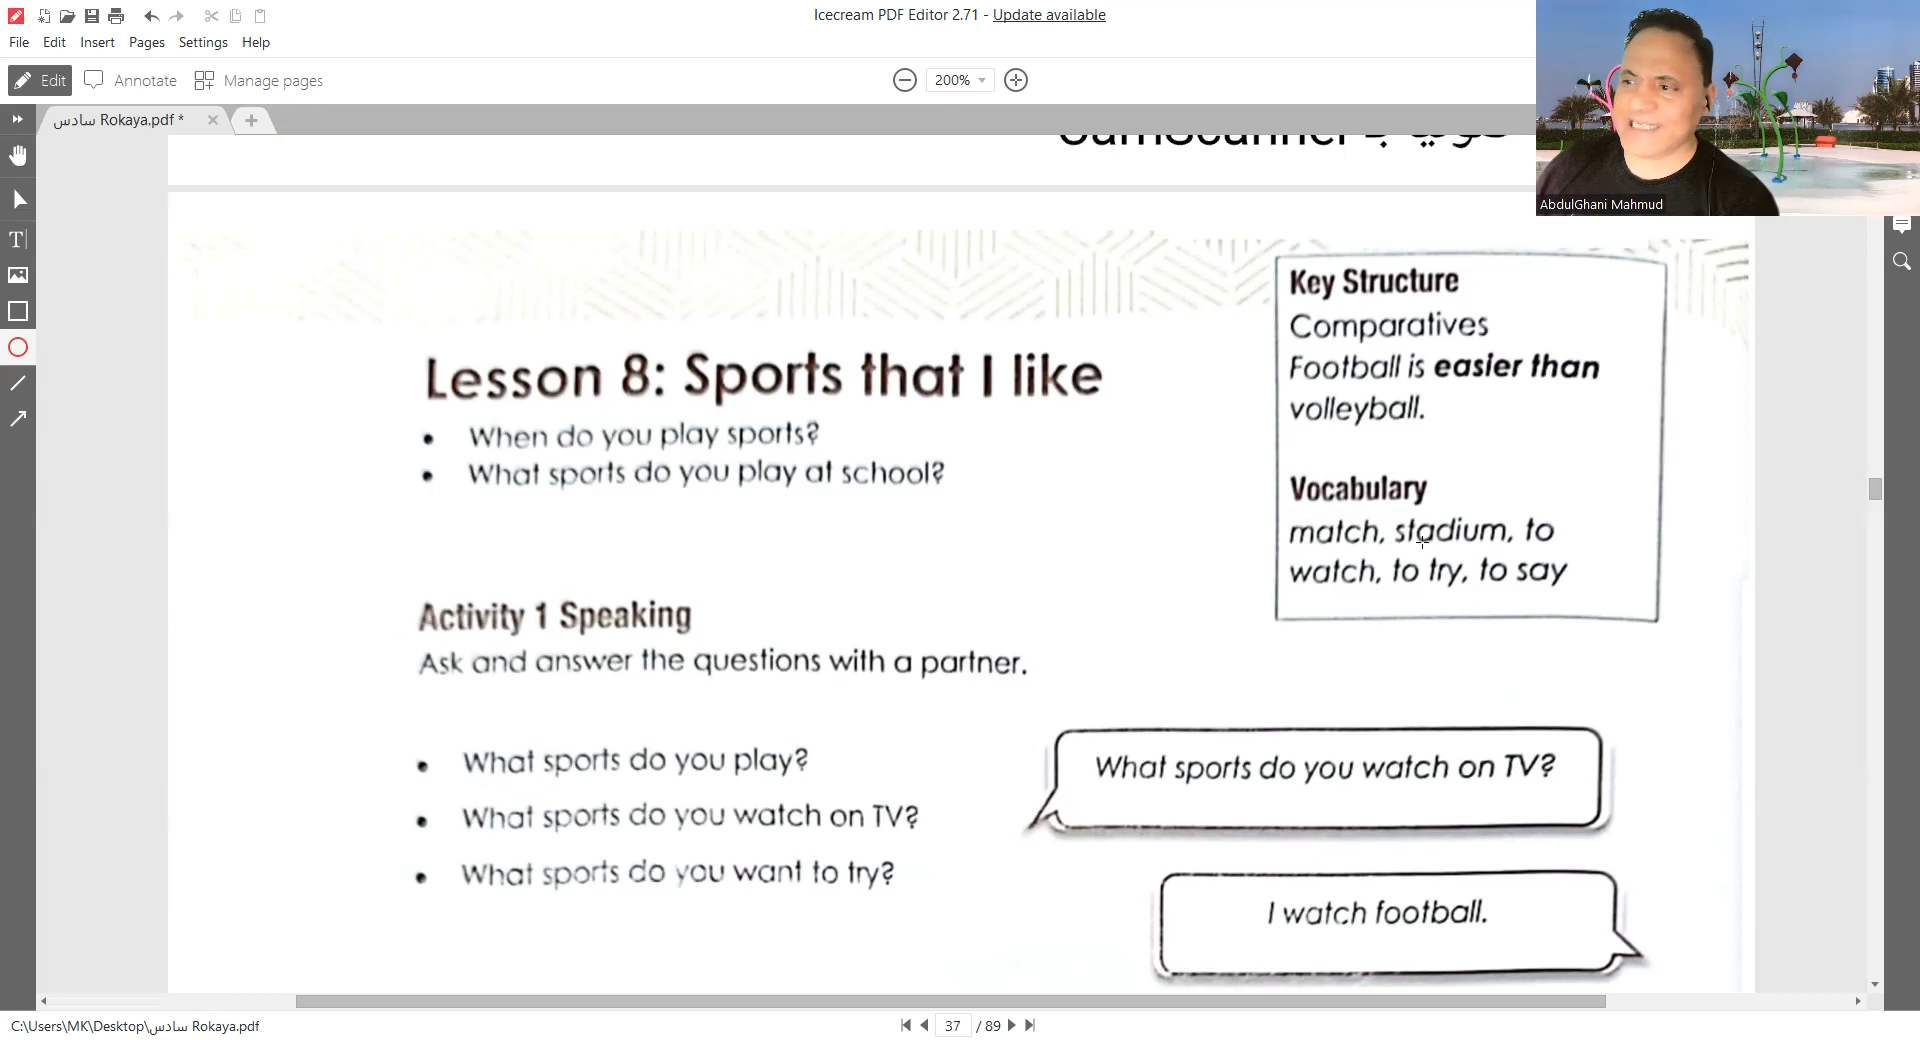 Icecream PDF Editor 2.71 - Update available
File Edit Insert Pages Settings Help
Edit Annotate Manage pages
200%
سادس Rokaya.pdf *
CamScanner
AbdulGhani Mahmud
Key Structure
Comparatives
Football is easier than
volleyball.
Vocabulary
match, stadium, to
watch, to try, to say
Lesson 8: Sports that I like
• When do you play sports?
• What sports do you play at school?
Activity 1 Speaking
Ask and answer the questions with a partner.
• What sports do you play?
• What sports do you watch on TV?
• What sports do you want to try?
What sports do you watch on TV?
I watch football.
C:\Users\MK\Desktop\سادس Rokaya.pdf
37 / 89